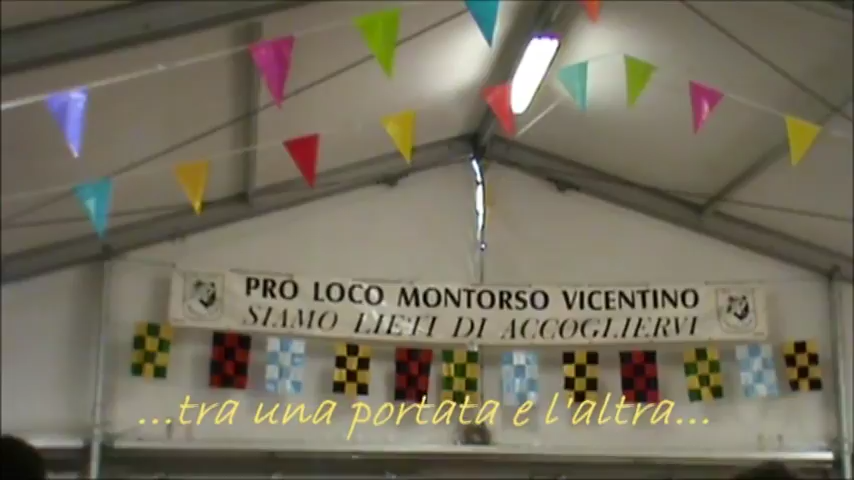 PRO LOCO MONTORSO VICENTINO
SIAMO LIETI DI ACCOGLIERVI
...tra una portata e l'altra...